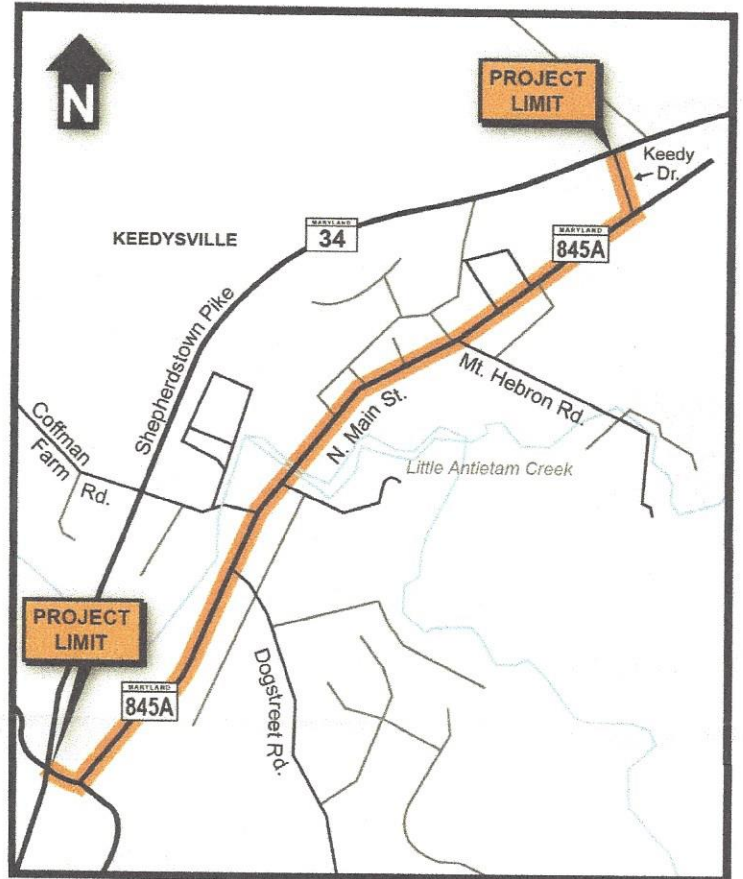 N
PROJECT
LIMIT
Keedy
Dr.
KEEDYSVILLE
MARYLAND
34
MARYLAND
845A
Shepherdstown Pike
Mt. Hebron Rd.
N. Main St.
Coffman
Farm Rd.
Little Antietam Creek
PROJECT
LIMIT
MARYLAND
845A
Dogstreet Rd.